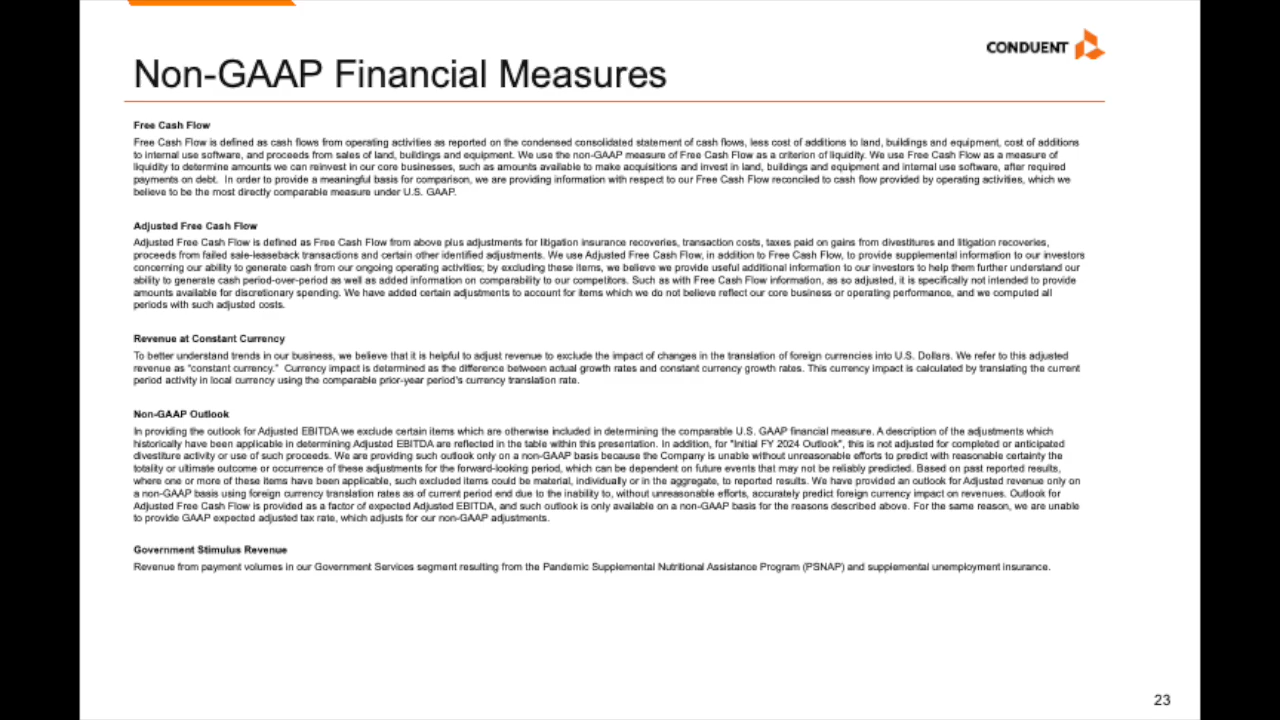 CONDUENT
Non-GAAP Financial Measures
Free Cash Flow
Free Cash Flow is defined as cash flows from operating activities as reported on the condensed consolidated statement of cash flows, less cost of additions to land, buildings and equipment, cost of additions
to internal use software, and proceeds from sales of land, buildings and equipment. We use the non-GAAP measure of Free Cash Flow as a criterion of liquidity. We use Free Cash Flow as a measure of
liquidity to determine amounts we can reinvest in our core businesses, such as amounts available to make acquisitions and invest in land, buildings and equipment and internal use software, after required
payments on debt. In order to provide a meaningful basis for comparison, we are providing information with respect to our Free Cash Flow reconciled to cash flow provided by operating activities, which we
believe to be the most directly comparable measure under U.S. GAAP.
Adjusted Free Cash Flow
Adjusted Free Cash Flow is defined as Free Cash Flow from above plus adjustments for litigation insurance recoveries, transaction costs, taxes paid on gains from divestitures and litigation recoveries,
proceeds from failed sale-leaseback transactions and certain other identified adjustments. We use Adjusted Free Cash Flow, in addition to Free Cash Flow, to provide supplemental information to our investors
concerning our ability to generate cash from our ongoing operating activities; by excluding these items, we believe we provide useful additional information to our investors to help them further understand our
ability to generate cash period-over-period as well as added information on comparability to our competitors. Such as with Free Cash Flow information, as so adjusted, it is specifically not intended to provide
amounts available for discretionary spending. We have added certain adjustments to account for items which we do not believe reflect our core business or operating performance, and we computed all
periods with such adjusted costs.
Revenue at Constant Currency
To better understand trends in our business, we believe that it is helpful to adjust revenue to exclude the impact of changes in the translation of foreign currencies into U.S. Dollars. We refer to this adjusted
revenue as “constant currency.” Currency impact is determined as the difference between actual growth rates and constant currency growth rates. This currency impact is calculated by translating the current
period activity in local currency using the comparable prior-year period's currency translation rate.
Non-GAAP Outlook
In providing the outlook for Adjusted EBITDA we exclude certain items which are otherwise included in determining the comparable U.S. GAAP financial measure. A description of the adjustments which
historically have been applicable in determining Adjusted EBITDA are reflected in the table within this presentation. In addition, for "Initial FY 2024 Outlook", this is not adjusted for completed or anticipated
divestiture activity or use of such proceeds. We are providing such outlook only on a non-GAAP basis because the Company is unable without unreasonable efforts to predict with reasonable certainty the
totality or ultimate outcome or occurrence of these adjustments for the forward-looking period, which can be dependent on future events that may not be reliably predicted. Based on past reported results,
where one or more of these items have been applicable, such excluded items could be material, individually or in the aggregate, to reported results. We have provided an outlook for Adjusted revenue only on
a non-GAAP basis using foreign currency translation rates as of current period end due to the inability to, without unreasonable efforts, accurately predict foreign currency impact on revenues. Outlook for
Adjusted Free Cash Flow is provided as a factor of expected Adjusted EBITDA, and such outlook is only available on a non-GAAP basis for the reasons described above. For the same reason, we are unable
to provide GAAP expected adjusted tax rate, which adjusts for our non-GAAP adjustments.
Government Stimulus Revenue
Revenue from payment volumes in our Government Services segment resulting from the Pandemic Supplemental Nutritional Assistance Program (PSNAP) and supplemental unemployment insurance.
23